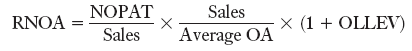 RNOA = NOPAT / Sales × Sales / Average OA × (1 + OLLEV)